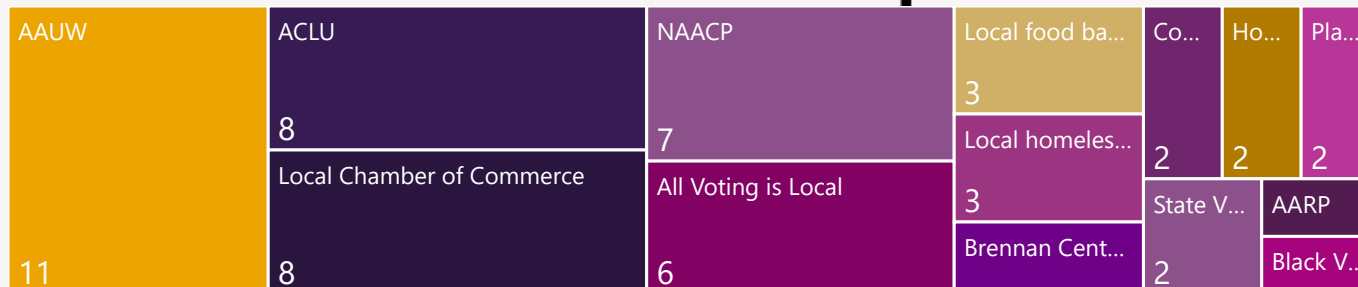 AAUW
11
ACLU
8
Local Chamber of Commerce
8
NAACP
7
All Voting is Local
6
Local food ba...
3
Local homeles...
3
Brennan Cent...
Co...
2
Ho...
2
Pla...
2
State V...
2
AARP
Black V...